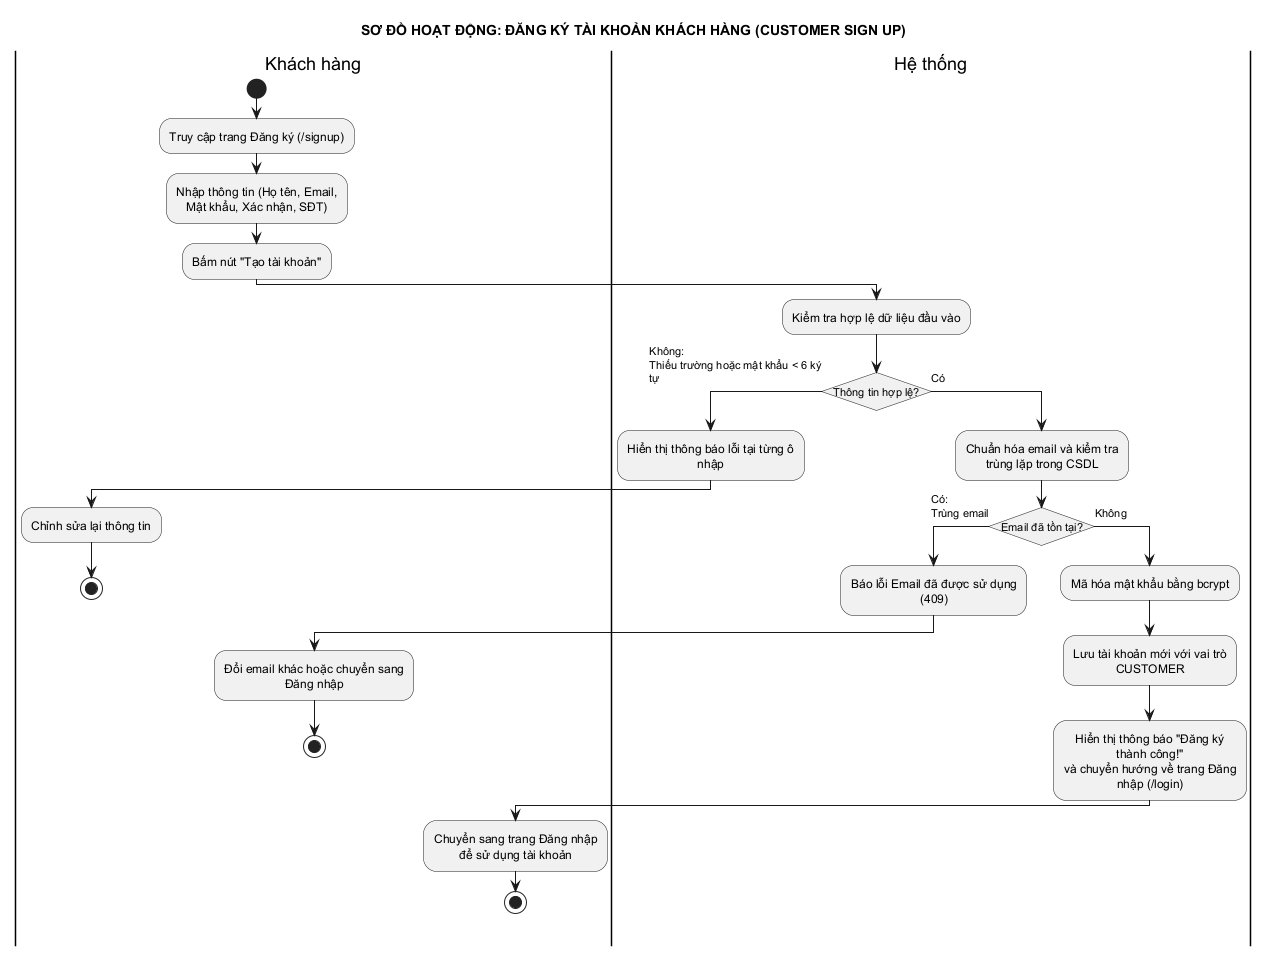 SƠ ĐỒ HOẠT ĐỘNG: ĐĂNG KÝ TÀI KHOẢN KHÁCH HÀNG (CUSTOMER SIGN UP)
Khách hàng
Hệ thống
Truy cập trang Đăng ký (/signup)
Nhập thông tin (Họ tên, Email,
Mật khẩu, Xác nhận, SĐT)
Bấm nút "Tạo tài khoản"
Kiểm tra hợp lệ dữ liệu đầu vào
Không:
Thiếu trường hoặc mật khẩu < 6 ký
tự
Thông tin hợp lệ?
Có
Hiển thị thông báo lỗi tại từng ô
nhập
Chuẩn hóa email và kiểm tra
trùng lặp trong CSDL
Chỉnh sửa lại thông tin
Có:
Trùng email
Email đã tồn tại?
Không
Báo lỗi Email đã được sử dụng
(409)
Mã hóa mật khẩu bằng bcrypt
Đổi email khác hoặc chuyển sang
Đăng nhập
Lưu tài khoản mới với vai trò
CUSTOMER
Hiển thị thông báo "Đăng ký
thành công!"
và chuyển hướng về trang Đăng
nhập (/login)
Chuyển sang trang Đăng nhập
để sử dụng tài khoản